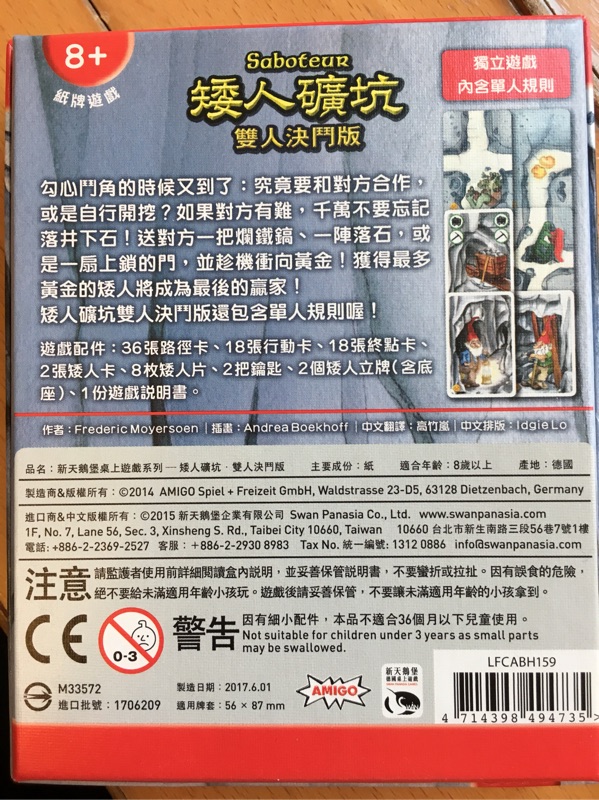 8+
紙牌遊戲
Saboteur
矮人礦坑
雙人決鬥版
獨立遊戲
內含單人規則
勾心鬥角的時候又到了：究竟要和對方合作，
或是自行開挖？如果對方有難，千萬不要忘記
落井下石！送對方一把爛鐵鎬、一陣落石，或
是一扇上鎖的門，並趁機衝向黃金！獲得最多
黃金的矮人將成為最後的贏家！
矮人礦坑雙人決鬥版還包含單人規則喔！
遊戲配件：36張路徑卡、18張行動卡、18張終點卡、
2張矮人卡、8枚矮人片、2把鑰匙、2個矮人立牌(含底
座)、1份遊戲說明書。
作者：Frederic Moyersoen｜插畫：Andrea Boekhoff｜中文翻譯：高竹嵐｜中文排版：Idgie Lo
品名：新天鵝堡桌上遊戲系列—矮人礦坑・雙人決鬥版 主要成份：紙 適合年齡：8歲以上 產地：德國
製造商&版權所有：©2014 AMIGO Spiel + Freizeit GmbH, Waldstrasse 23-D5, 63128 Dietzenbach, Germany
進口商&中文版權所有：©2015 新天鵝堡企業有限公司 Swan Panasia Co., Ltd. www.swanpanasia.com
1F, No. 7, Lane 56, Sec. 3, Xinsheng S. Rd., Taibei City 10660, Taiwan 10660 台北市新生南路三段56巷7號1樓
電話：+886-2-2369-2527 客服：+886-2-2930 8983 Tax No. 統一編號：1312 0886 info@swanpanasia.com
注意 請監護者使用前詳細閱讀盒內說明，並妥善保管說明書，不要彎折或拉扯。因有誤食的危險，
絕不要給未滿適用年齡小孩玩。遊戲後請妥善保管，不要讓未滿適用年齡的小孩拿到。
CE
0-3
警告 因有細小配件，本品不適合36個月以下兒童使用。
Not suitable for children under 3 years as small parts
may be swallowed.
M33572
進口批號：1706209
製造日期：2017.6.01
適用牌套：56 × 87 mm
AMIGO
新天鵝堡
德國桌上遊戲
LFCABH159
4 714398 494735 >